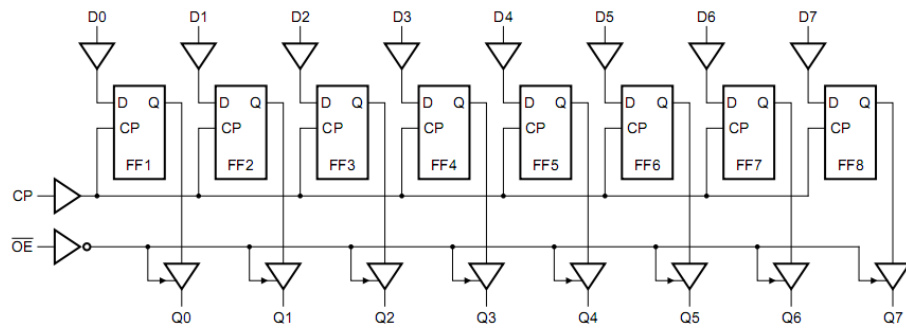 D0 D1 D2 D3 D4 D5 D6 D7
D Q D Q D Q D Q D Q D Q D Q D Q
CP CP CP CP CP CP CP CP
FF1 FF2 FF3 FF4 FF5 FF6 FF7 FF8
CP
O̅E̅
Q0 Q1 Q2 Q3 Q4 Q5 Q6 Q7